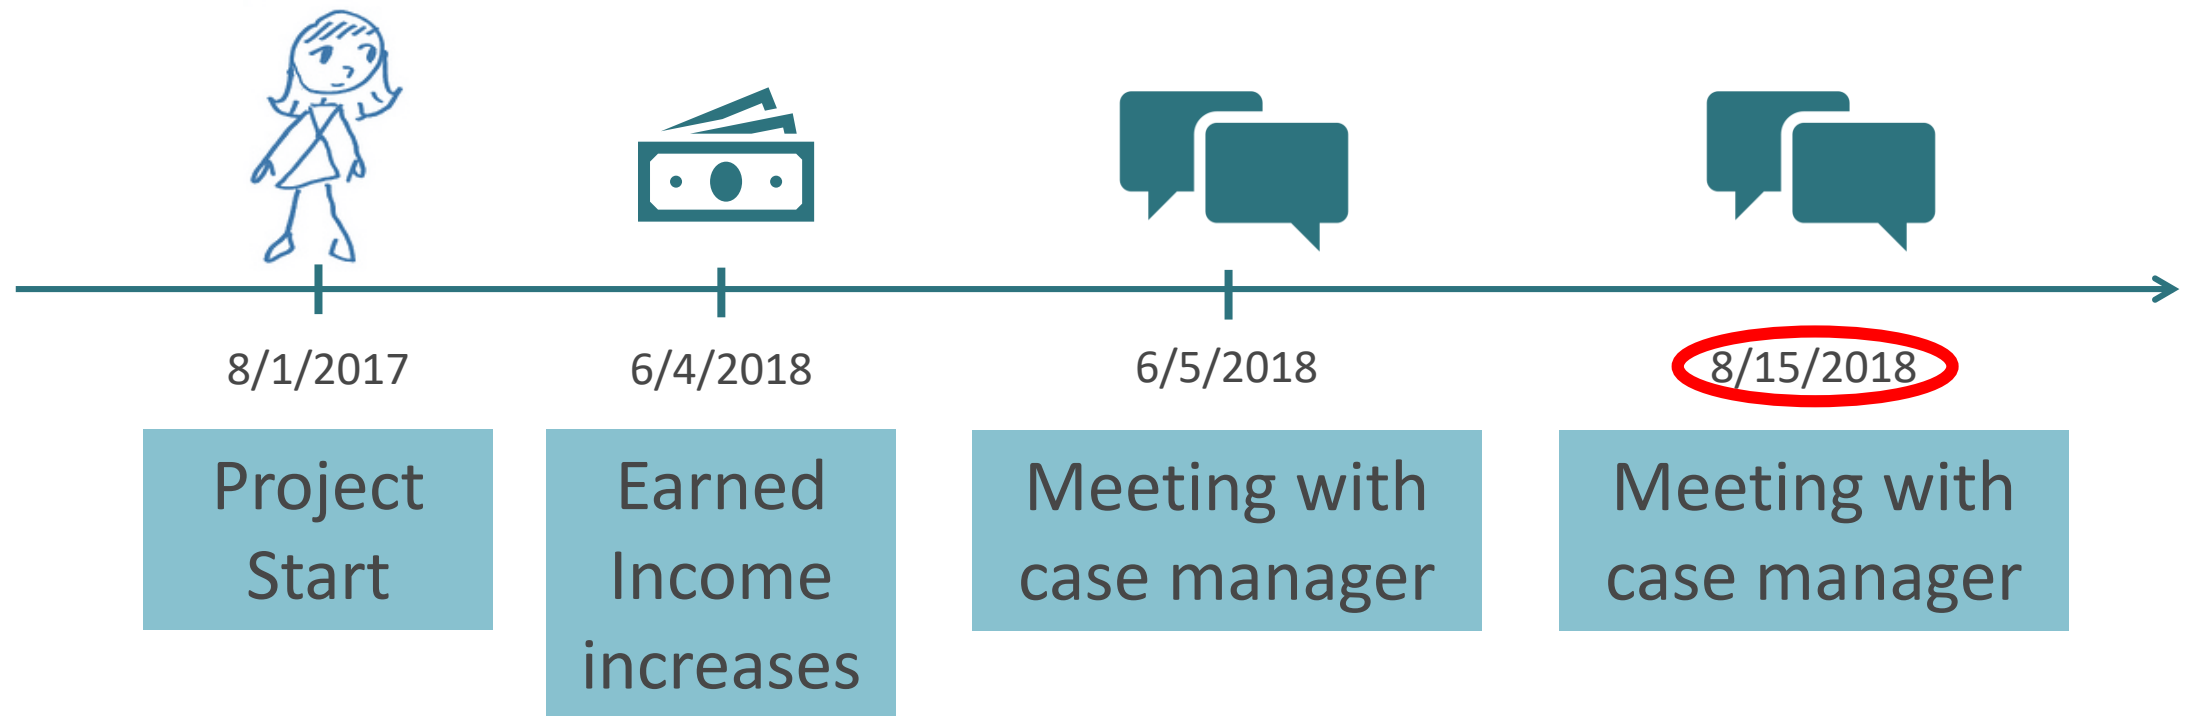 8/1/2017
6/4/2018
6/5/2018
8/15/2018
Project
Start
Earned
Income
increases
Meeting with
case manager
Meeting with
case manager